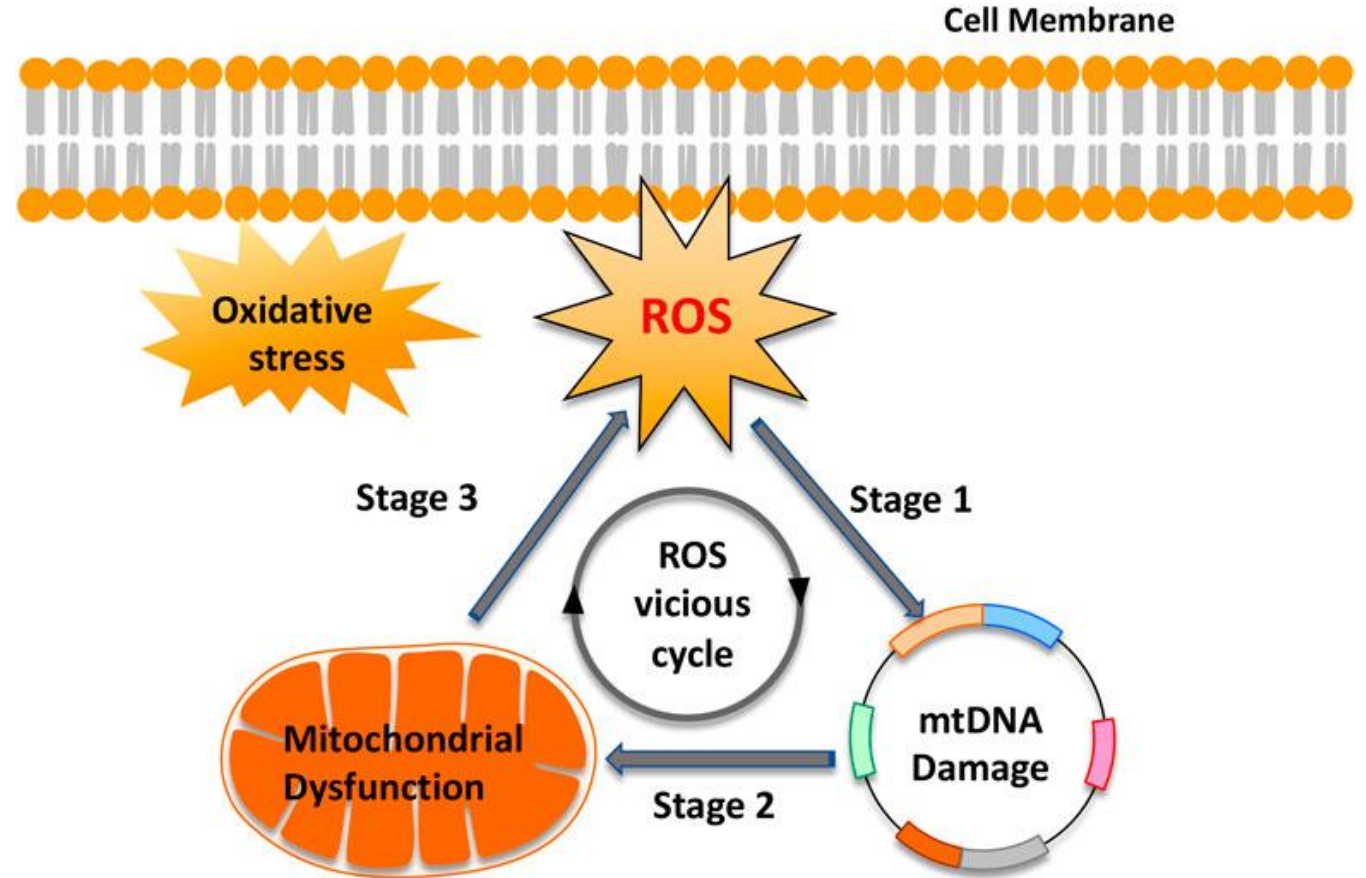 Cell Membrane
Oxidative
stress
ROS
Stage 3
Stage 1
ROS
vicious
cycle
Mitochondrial
Dysfunction
mtDNA
Damage
Stage 2